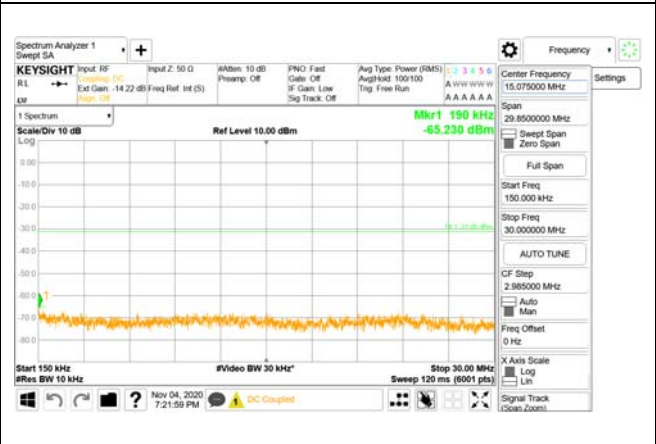 Spectrum Analyzer 1
Swept SA
Frequency
KEYSIGHT
RL
Input: RF
Coupling: DC
Ext Gain: -14.22 dB
Align: Off
Input Z: 50 Ω
Freq Ref: Int (S)
#Atten: 10 dB
Preamp: Off
PNO: Fast
Gate: Off
IF Gain: Low
Sig Track: Off
Avg Type: Power (RMS)
Avg|Hold: 100/100
Trig: Free Run
1 2 3 4 5 6
A W W W W W
A A A A A A
1 Spectrum
Scale/Div 10 dB
Ref Level 10.00 dBm
Mkr1 190 kHz
-65.230 dBm
Log
0.00
-10.0
-20.0
-30.0
-40.0
-50.0
-60.0
-70.0
-80.0
1
Start 150 kHz
#Res BW 10 kHz
#Video BW 30 kHz*
Stop 30.00 MHz
Sweep 120 ms (6001 pts)
Nov 04, 2020
7:21:59 PM
DC Coupled
Center Frequency
15.075000 MHz
Settings
Span
29.8500000 MHz
Swept Span
Zero Span
Full Span
Start Freq
150.000 kHz
Stop Freq
30.000000 MHz
AUTO TUNE
CF Step
2.985000 MHz
Auto
Man
Freq Offset
0 Hz
X Axis Scale
Log
Lin
Signal Track
(Span Zoom)